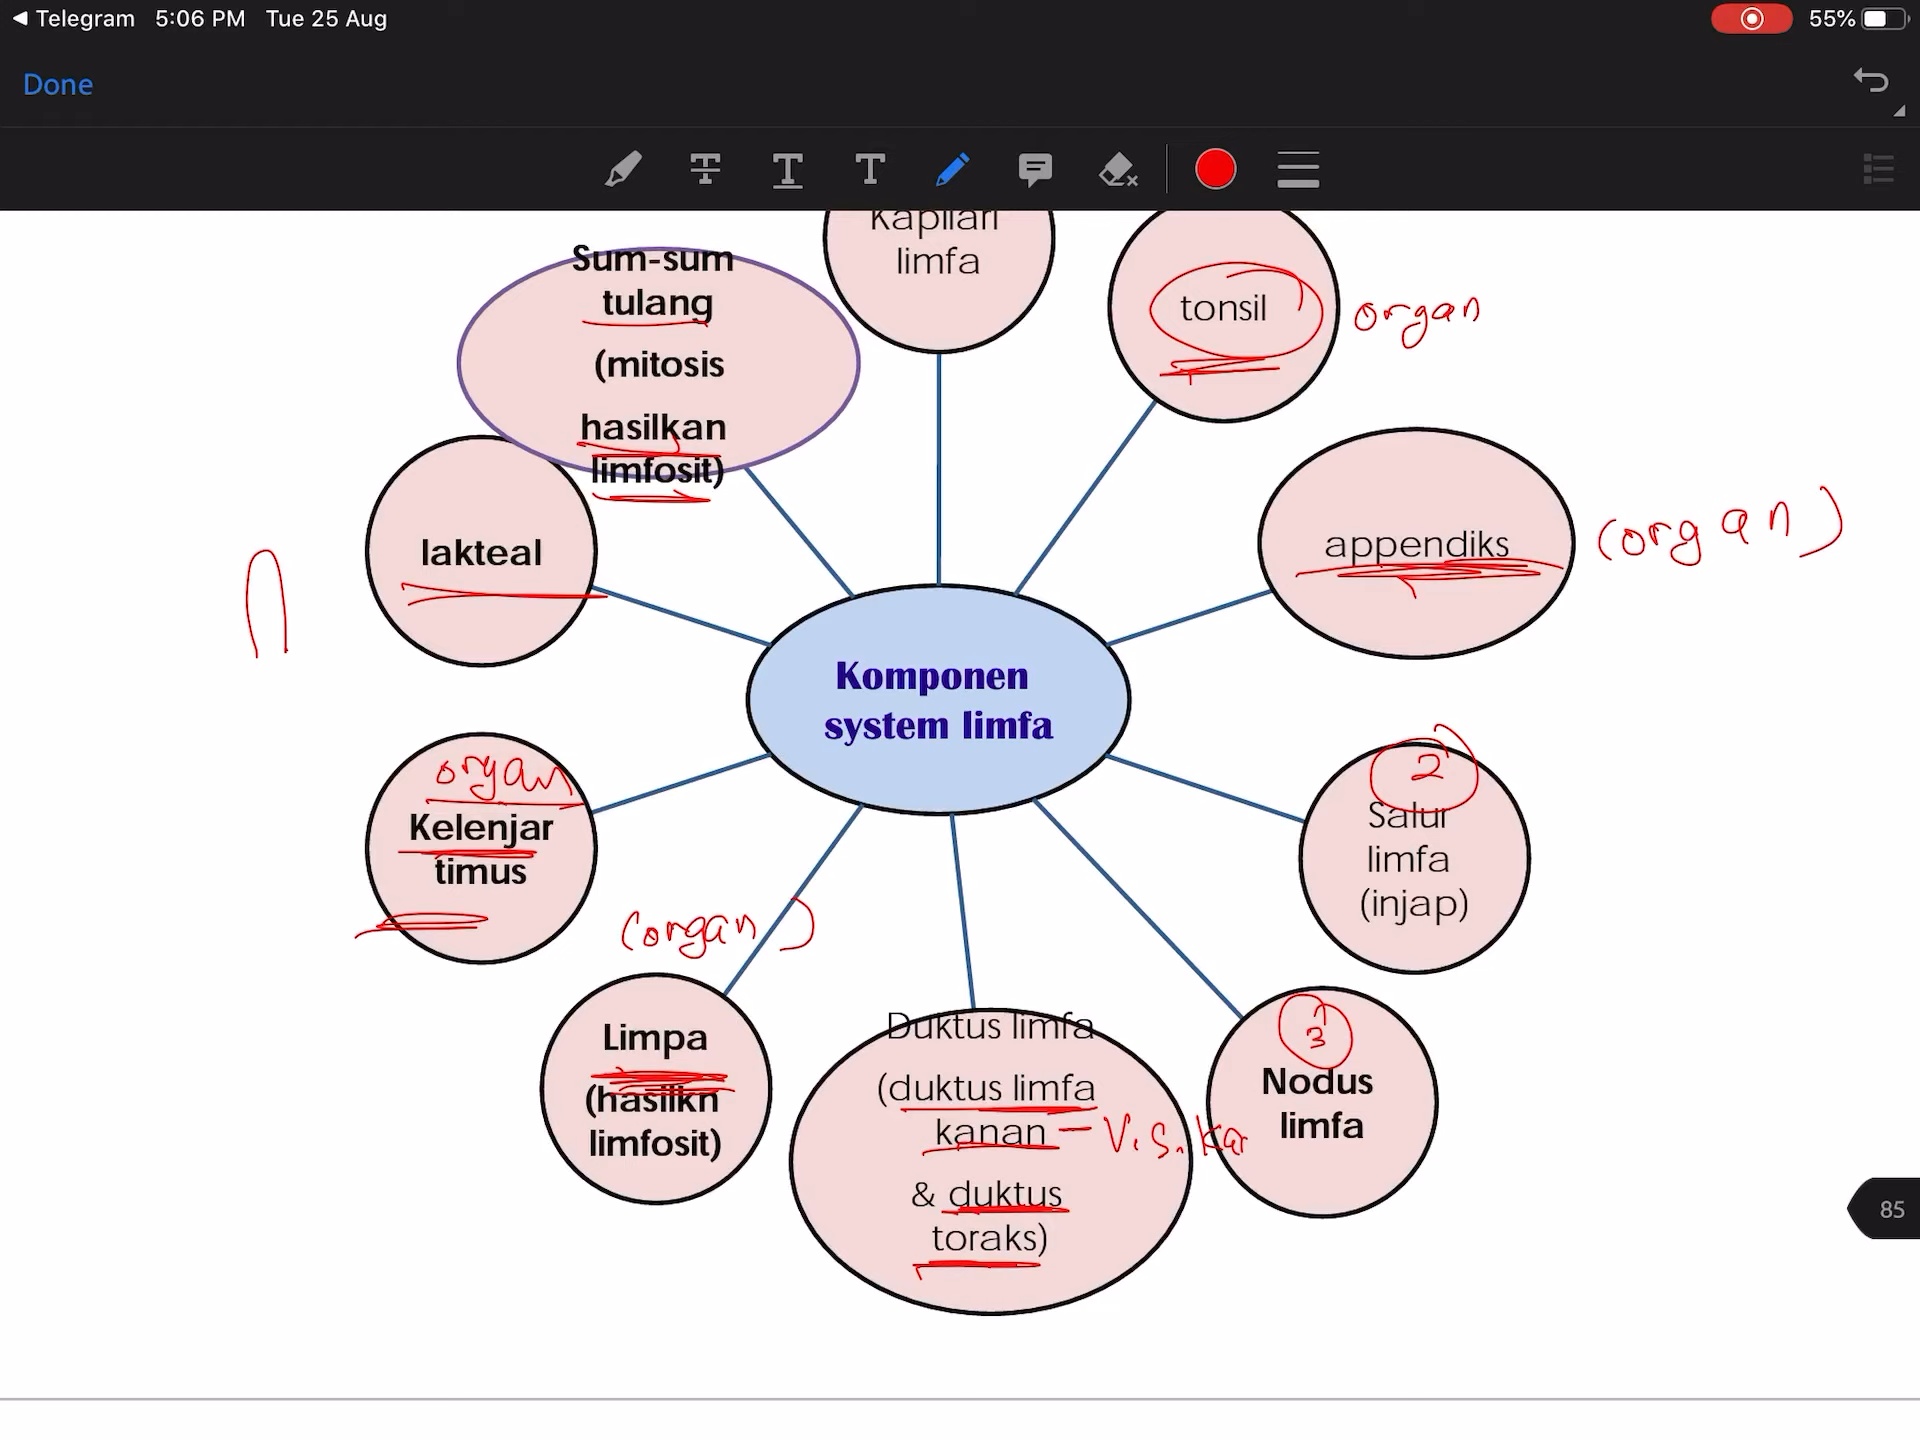 Telegram 5:06 PM Tue 25 Aug
55%
Done
Kapilari
limfa
Sum-sum
tulang
(mitosis
hasilkan
limfosit)
tonsil
organ
lakteal
appendiks
(organ)
Komponen
system limfa
organ
Kelenjar
timus
2
Salur
limfa
(injap)
(organ)
Limpa
(hasilkn
limfosit)
Duktus limfa
(duktus limfa
kanan – V.s. kar
& duktus
toraks)
3
Nodus
limfa
85